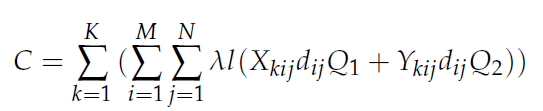 C = \sum_{k=1}^{K} ( \sum_{i=1}^{M} \sum_{j=1}^{N} \lambda l ( X_{kij} d_{ij} Q_1 + Y_{kij} d_{ij} Q_2 ) )